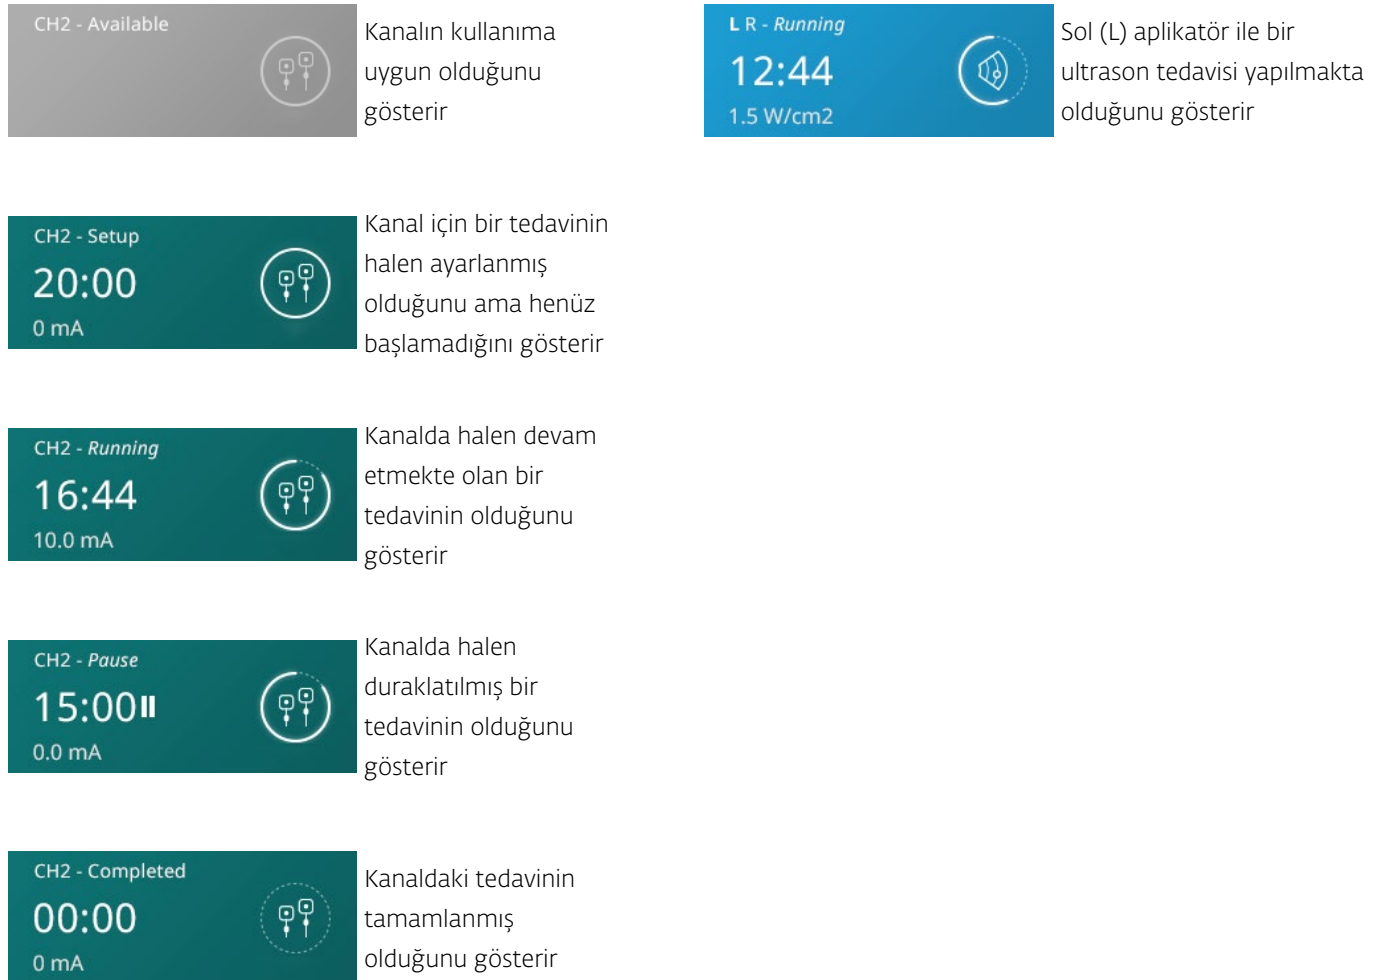 CH2 - Available
Kanalın kullanıma
uygun olduğunu
gösterir
CH2 - Setup
20:00
0 mA
Kanal için bir tedavinin
halen ayarlanmış
olduğunu ama henüz
başlamadığını gösterir
CH2 - Running
16:44
10.0 mA
Kanalda halen devam
etmekte olan bir
tedavinin olduğunu
gösterir
CH2 - Pause
15:00
0.0 mA
Kanalda halen
duraklatılmış bir
tedavinin olduğunu
gösterir
CH2 - Completed
00:00
0 mA
Kanaldaki tedavinin
tamamlanmış
olduğunu gösterir
L R - Running
12:44
1.5 W/cm2
Sol (L) aplikatör ile bir
ultrason tedavisi yapılmakta
olduğunu gösterir